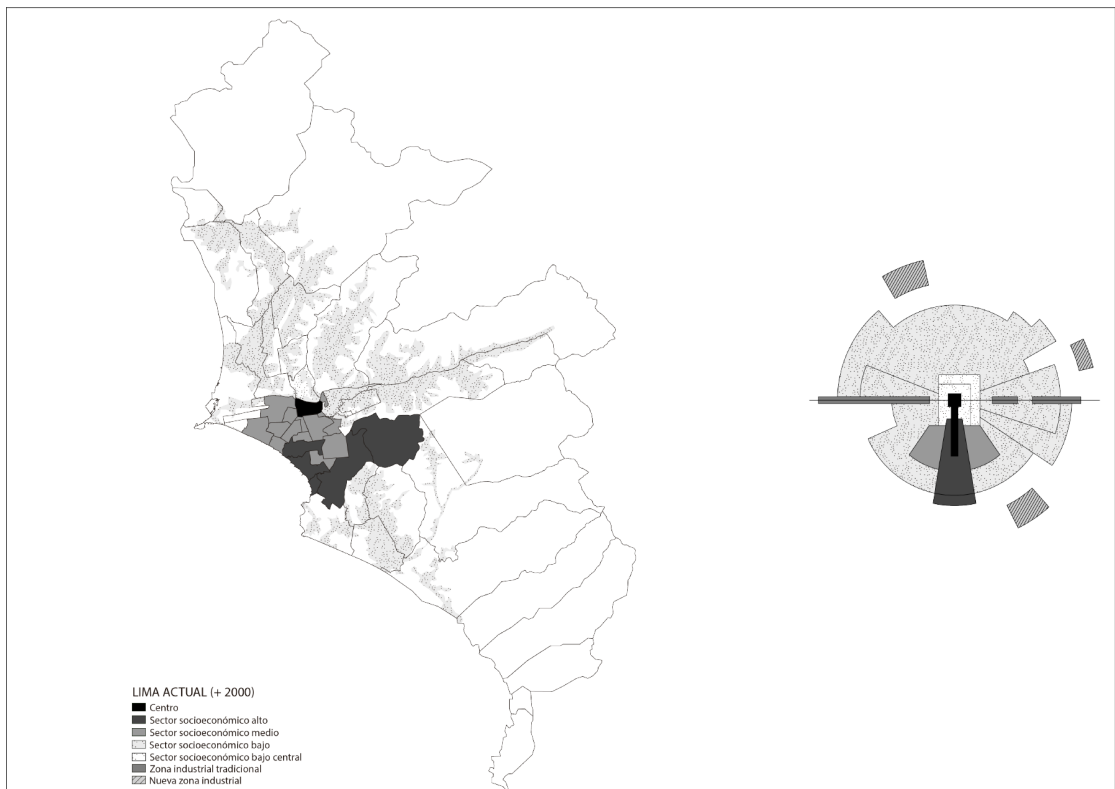 LIMA ACTUAL (+ 2000)
Centro
Sector socioeconómico alto
Sector socioeconómico medio
Sector socioeconómico bajo
Sector socioeconómico bajo central
Zona industrial tradicional
Nueva zona industrial